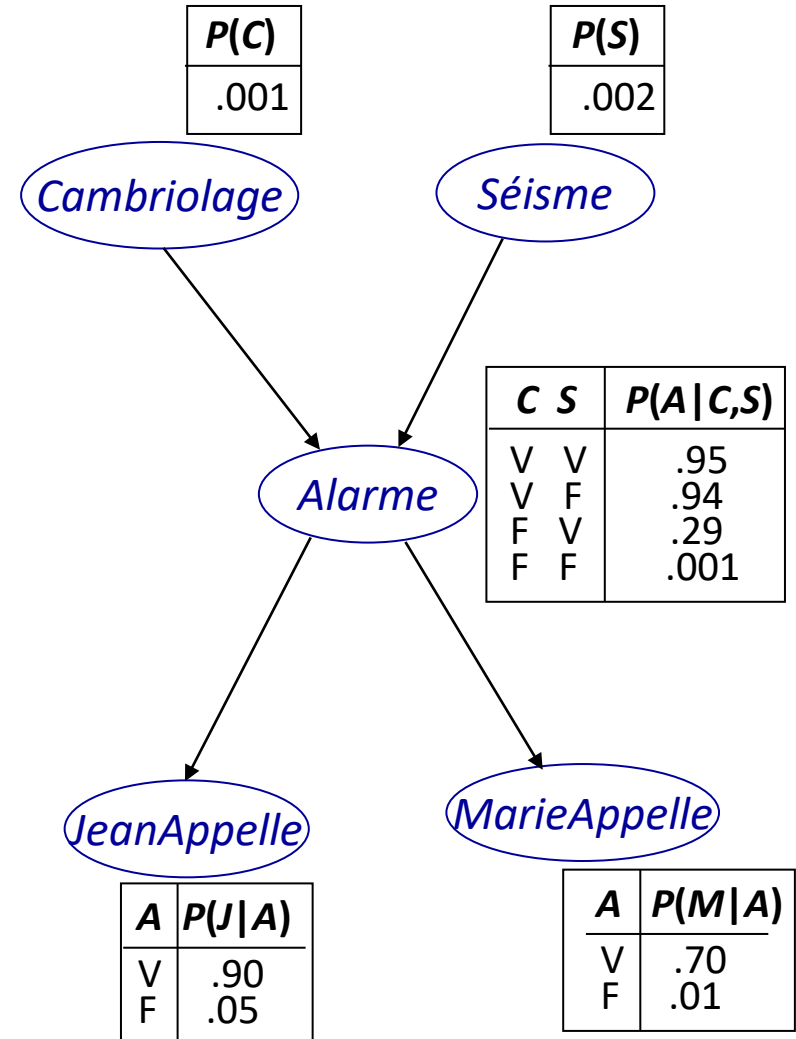 P(C)
.001
P(S)
.002
Cambriolage
Séisme
C S P(A|C,S)
V V .95
V F .94
F V .29
F F .001
Alarme
JeanAppelle
MarieAppelle
A P(J|A)
V .90
F .05
A P(M|A)
V .70
F .01